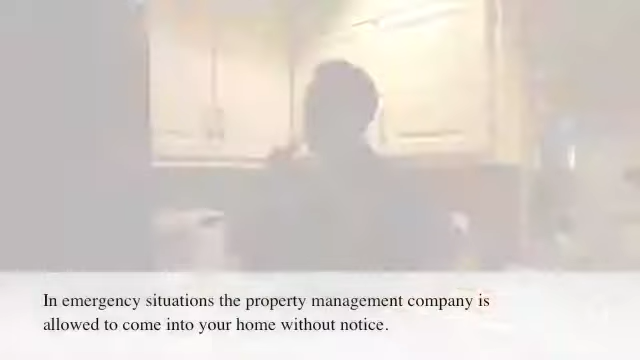 In emergency situations the property management company is
allowed to come into your home without notice.